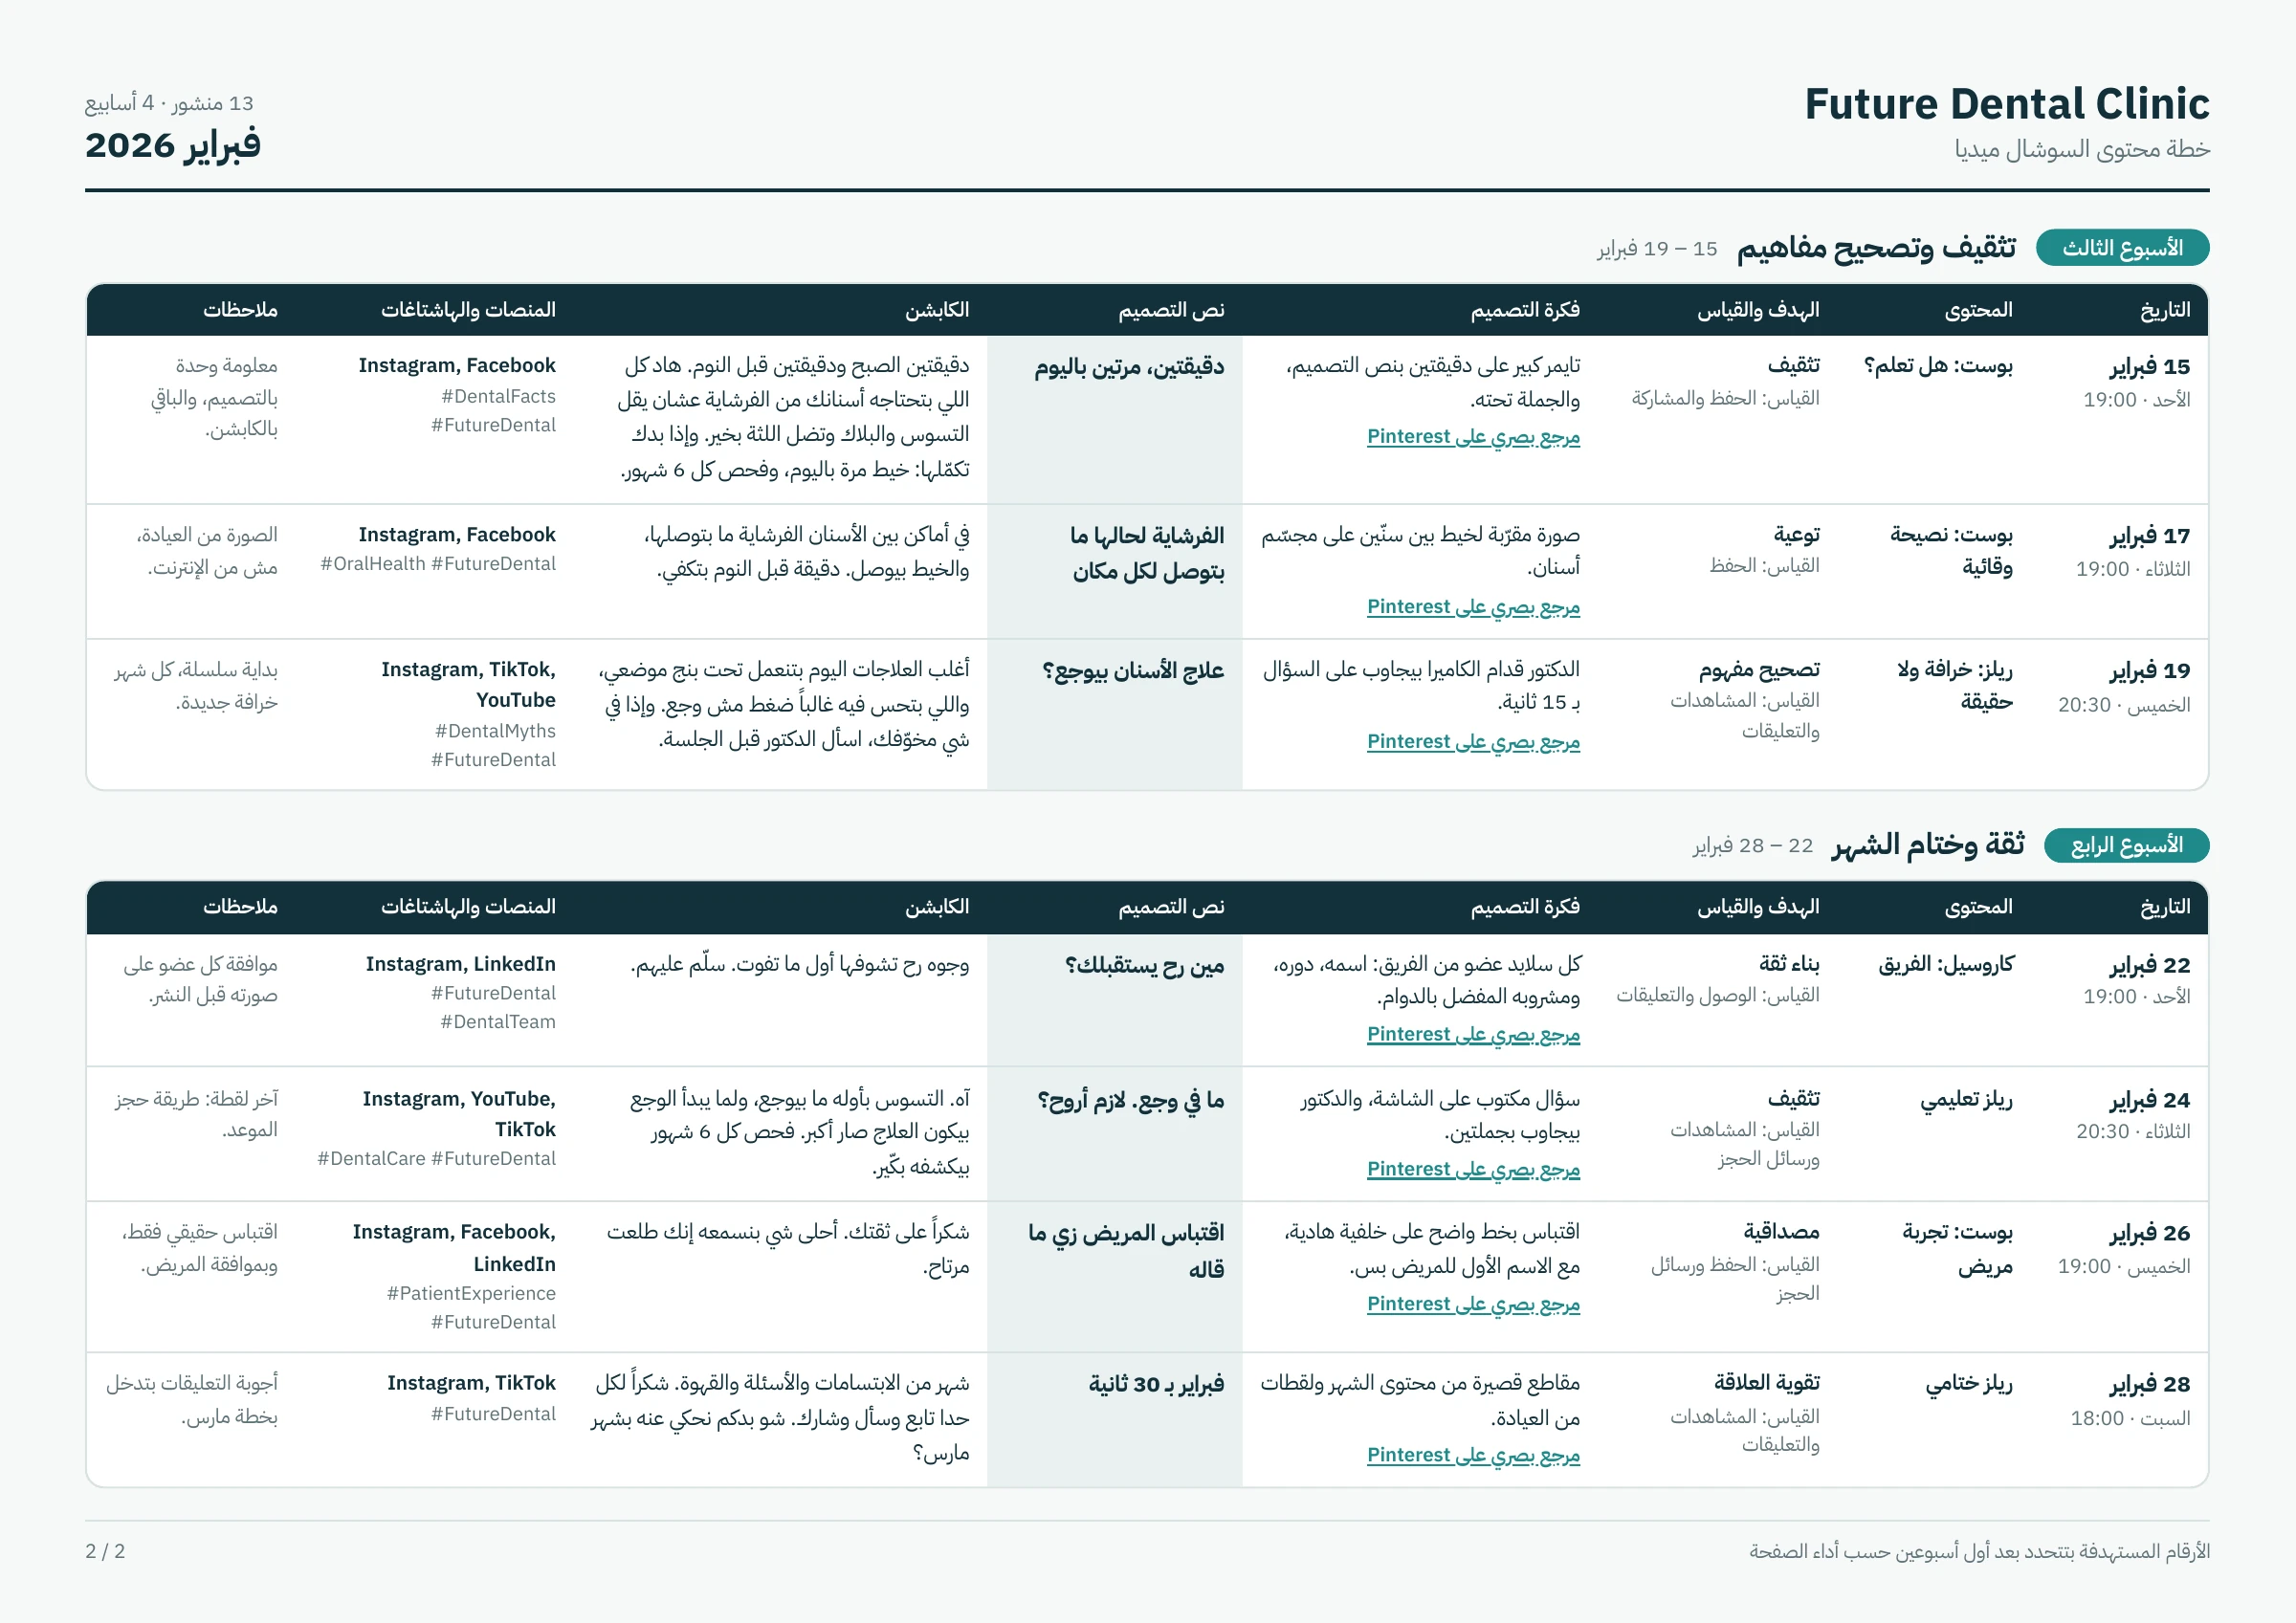 Future Dental Clinic
خطة محتوى السوشال ميديا
13 منشور · 4 أسابيع
فبراير 2026
الأسبوع الثالث تثقيف وتصحيح مفاهيم 15 – 19 فبراير
التاريخ المحتوى الهدف والقياس فكرة التصميم نص التصميم الكابشن المنصات والهاشتاغات ملاحظات
15 فبراير
الأحد · 19:00
بوست: هل تعلم؟
تثقيف
القياس: الحفظ والمشاركة
تايمر كبير على دقيقتين بنص التصميم،
والجملة تحته.
مرجع بصري على Pinterest
دقيقتين، مرتين باليوم
دقيقتين الصبح ودقيقتين قبل النوم. هاد كل
اللي بتحتاجه أسنانك من الفرشاية عشان يقل
التسوس والبلاك وتضل اللثة بخير. وإذا بدك
تكمّلها: خيط مرة باليوم، وفحص كل 6 شهور.
Instagram, Facebook
#DentalFacts
#FutureDental
معلومة وحدة
بالتصميم، والباقي
بالكابشن.
17 فبراير
الثلاثاء · 19:00
بوست: نصيحة
وقائية
توعية
القياس: الحفظ
صورة مقرّبة لخيط بين سنّين على مجسّم
أسنان.
مرجع بصري على Pinterest
الفرشاية لحالها ما
بتوصل لكل مكان
في أماكن بين الأسنان الفرشاية ما بتوصلها،
والخيط بيوصل. دقيقة قبل النوم بتكفي.
Instagram, Facebook
#OralHealth #FutureDental
الصورة من العيادة،
مش من الإنترنت.
19 فبراير
الخميس · 20:30
ريلز: خرافة ولا
حقيقة
تصحيح مفهوم
القياس: المشاهدات
والتعليقات
الدكتور قدام الكاميرا بيجاوب على السؤال
بـ 15 ثانية.
مرجع بصري على Pinterest
علاج الأسنان بيوجع؟
أغلب العلاجات اليوم بتنعمل تحت بنج موضعي،
واللي بتحس فيه غالباً ضغط مش وجع. وإذا في
شي مخوّفك، اسأل الدكتور قبل الجلسة.
Instagram, TikTok,
YouTube
#DentalMyths
#FutureDental
بداية سلسلة، كل شهر
خرافة جديدة.
الأسبوع الرابع ثقة وختام الشهر 22 – 28 فبراير
التاريخ المحتوى الهدف والقياس فكرة التصميم نص التصميم الكابشن المنصات والهاشتاغات ملاحظات
22 فبراير
الأحد · 19:00
كاروسيل: الفريق
بناء ثقة
القياس: الوصول والتعليقات
كل سلايد عضو من الفريق: اسمه، دوره،
ومشروبه المفضل بالدوام.
مرجع بصري على Pinterest
مين رح يستقبلك؟
وجوه رح تشوفها أول ما تفوت. سلّم عليهم.
Instagram, LinkedIn
#FutureDental
#DentalTeam
موافقة كل عضو على
صورته قبل النشر.
24 فبراير
الثلاثاء · 20:30
ريلز تعليمي
تثقيف
القياس: المشاهدات
ورسائل الحجز
سؤال مكتوب على الشاشة، والدكتور
بيجاوب بجملتين.
مرجع بصري على Pinterest
ما في وجع. لازم أروح؟
آه. التسوس بأوله ما بيوجع، ولما يبدأ الوجع
بيكون العلاج صار أكبر. فحص كل 6 شهور
بيكشفه بكّير.
Instagram, YouTube,
TikTok
#DentalCare #FutureDental
آخر لقطة: طريقة حجز
الموعد.
26 فبراير
الخميس · 19:00
بوست: تجربة
مريض
مصداقية
القياس: الحفظ ورسائل
الحجز
اقتباس بخط واضح على خلفية هادية،
مع الاسم الأول للمريض بس.
مرجع بصري على Pinterest
اقتباس المريض زي ما
قاله
شكراً على ثقتك. أحلى شي بنسمعه إنك طلعت
مرتاح.
Instagram, Facebook,
LinkedIn
#PatientExperience
#FutureDental
اقتباس حقيقي فقط،
وبموافقة المريض.
28 فبراير
السبت · 18:00
ريلز ختامي
تقوية العلاقة
القياس: المشاهدات
والتعليقات
مقاطع قصيرة من محتوى الشهر ولقطات
من العيادة.
مرجع بصري على Pinterest
فبراير بـ 30 ثانية
شهر من الابتسامات والأسئلة والقهوة. شكراً لكل
حدا تابع وسأل وشارك. شو بدكم نحكي عنه بشهر
مارس؟
Instagram, TikTok
#FutureDental
أجوبة التعليقات بتدخل
بخطة مارس.
الأرقام المستهدفة بتتحدد بعد أول أسبوعين حسب أداء الصفحة
2 / 2